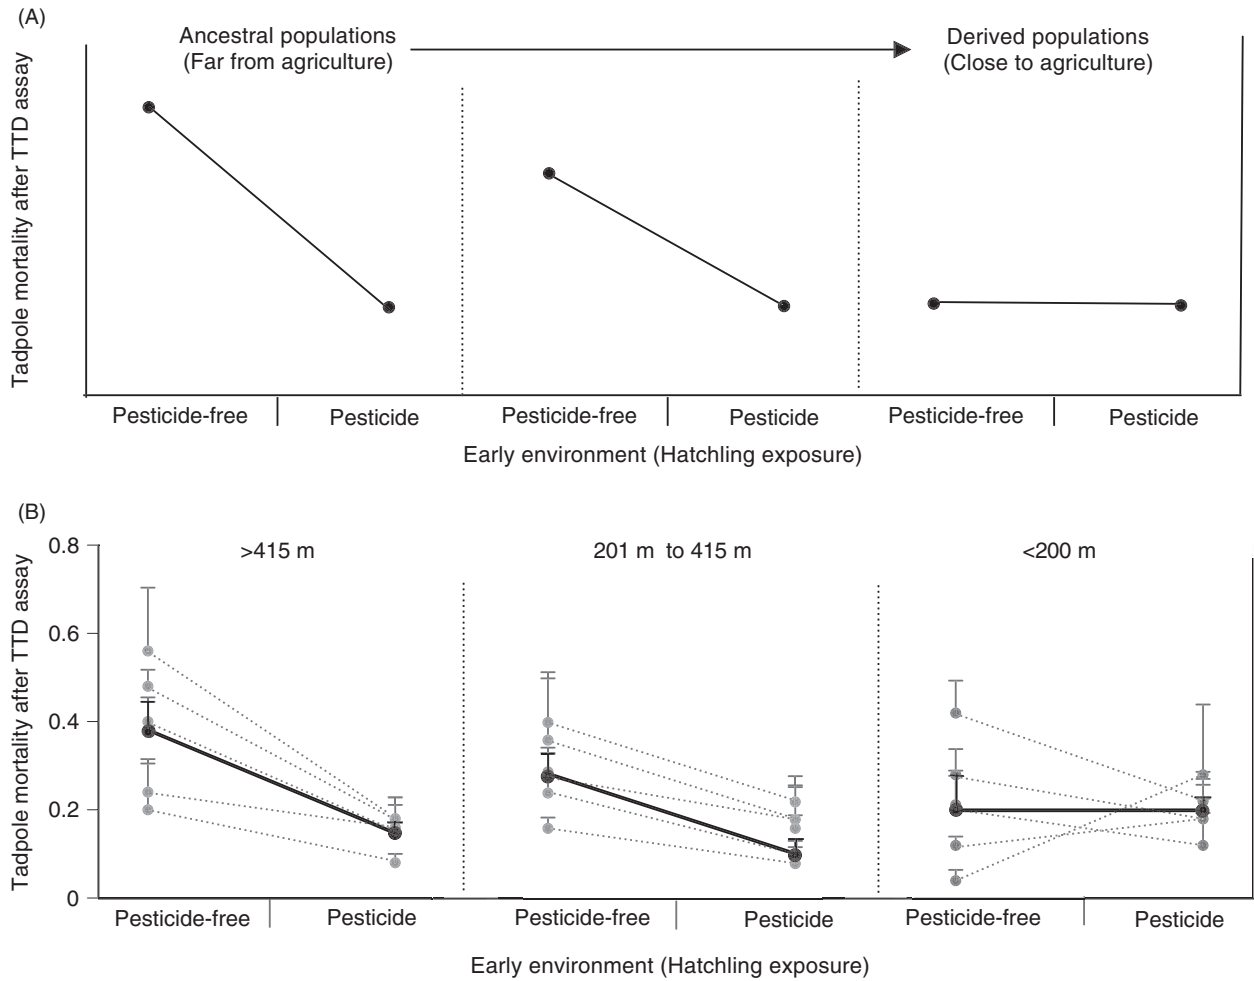 (A)
Ancestral populations
(Far from agriculture)
Derived populations
(Close to agriculture)
Tadpole mortality after TTD assay
Pesticide-free
Pesticide
Pesticide-free
Pesticide
Pesticide-free
Pesticide
Early environment (Hatchling exposure)
(B)
Tadpole mortality after TTD assay
0.8
0.6
0.4
0.2
0
>415 m
201 m to 415 m
<200 m
Pesticide-free
Pesticide
Pesticide-free
Pesticide
Pesticide-free
Pesticide
Early environment (Hatchling exposure)